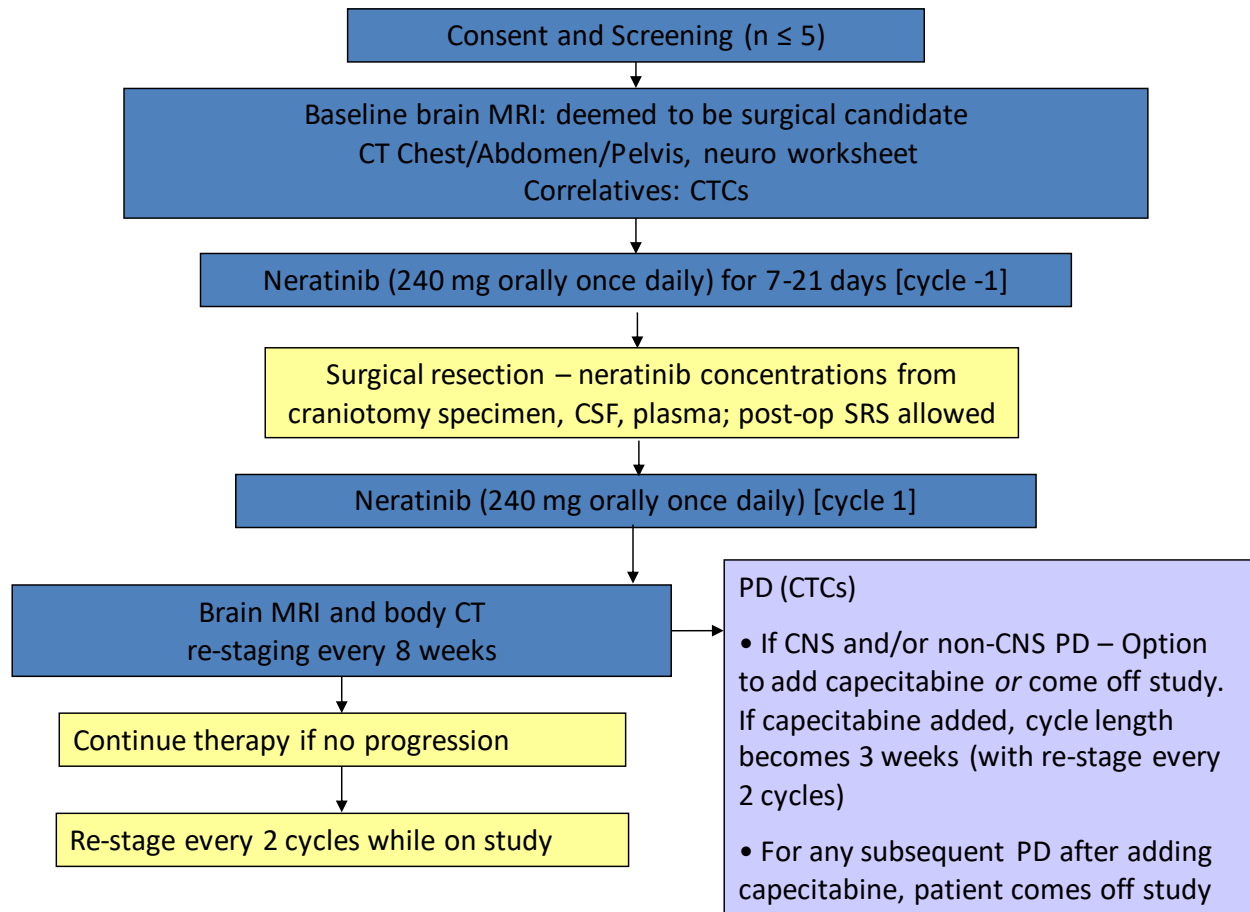 Consent and Screening (n ≤ 5)
Baseline brain MRI: deemed to be surgical candidate
CT Chest/Abdomen/Pelvis, neuro worksheet
Correlatives: CTCs
Neratinib (240 mg orally once daily) for 7-21 days [cycle -1]
Surgical resection – neratinib concentrations from
craniotomy specimen, CSF, plasma; post-op SRS allowed
Neratinib (240 mg orally once daily) [cycle 1]
Brain MRI and body CT
re-staging every 8 weeks
Continue therapy if no progression
Re-stage every 2 cycles while on study
PD (CTCs)
• If CNS and/or non-CNS PD – Option
to add capecitabine or come off study.
If capecitabine added, cycle length
becomes 3 weeks (with re-stage every
2 cycles)
• For any subsequent PD after adding
capecitabine, patient comes off study